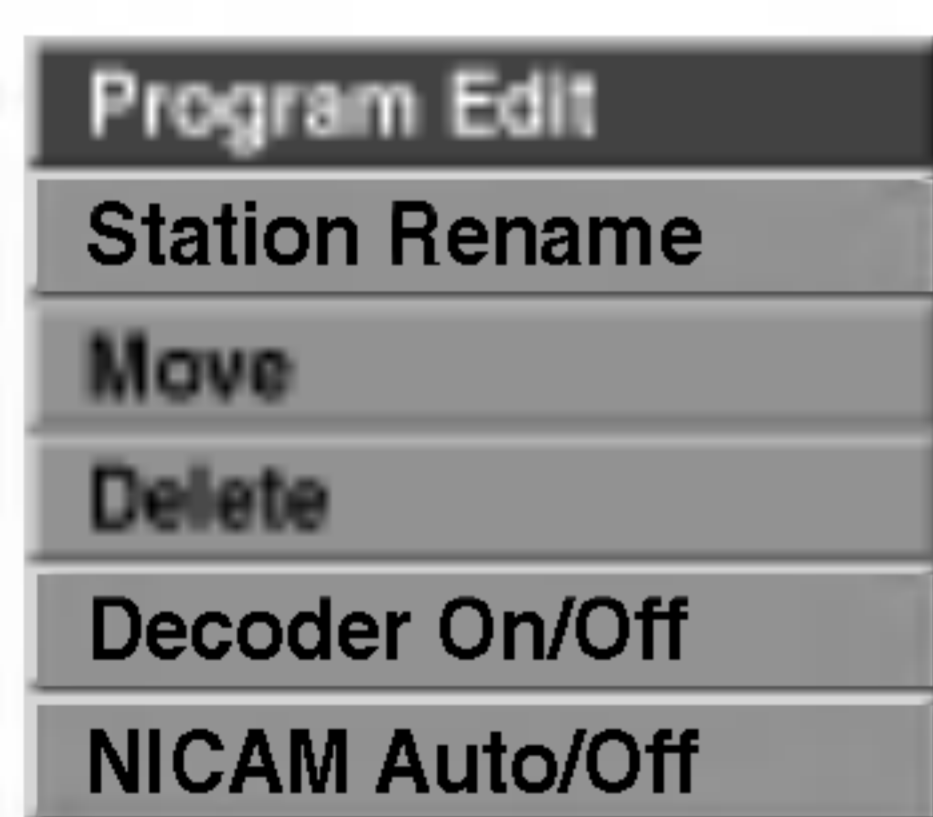 Program Edit
Station Rename
Move
Delete
Decoder On/Off
NICAM Auto/Off